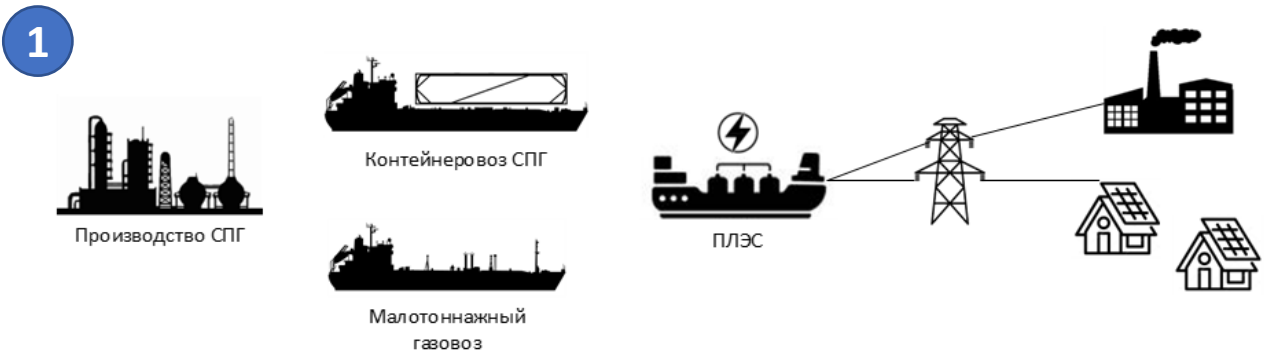 1
Контейнеровоз СПГ
Производство СПГ
ПЛЭС
Малотоннажный
газовоз